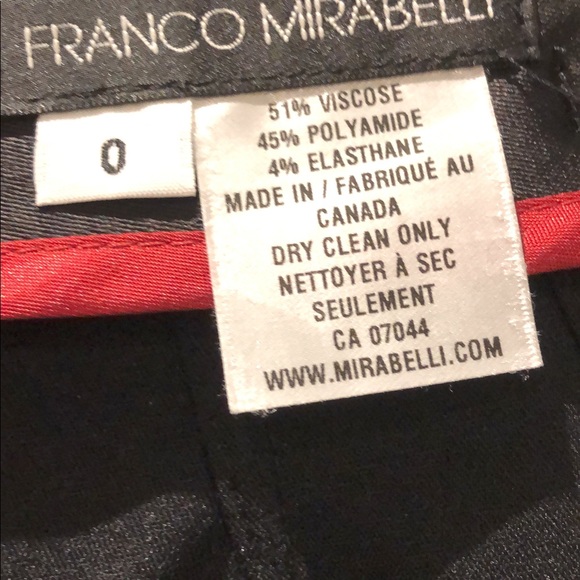 FRANCO MIRABELLI
0
51% VISCOSE
45% POLYAMIDE
4% ELASTHANE
MADE IN / FABRIQUÉ AU
CANADA
DRY CLEAN ONLY
NETTOYER À SEC
SEULEMENT
CA 07044
WWW.MIRABELLI.COM